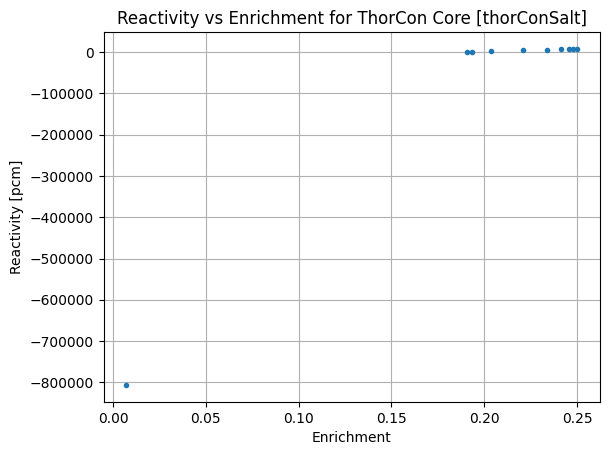 Reactivity vs Enrichment for ThorCon Core [thorConSalt]
Reactivity [pcm]
0
−100000
−200000
−300000
−400000
−500000
−600000
−700000
−800000
0.00 0.05 0.10 0.15 0.20 0.25
Enrichment